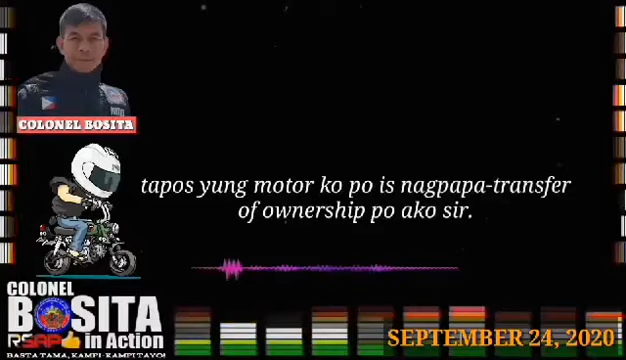 COLONEL BOSITA
tapos yung motor ko po is nagpapa-transfer
of ownership po ako sir.
COLONEL
BOSITA
RSAP in Action
BASTA TAMA, KAMPI-KAMPI TAYO!
SEPTEMBER 24, 2020